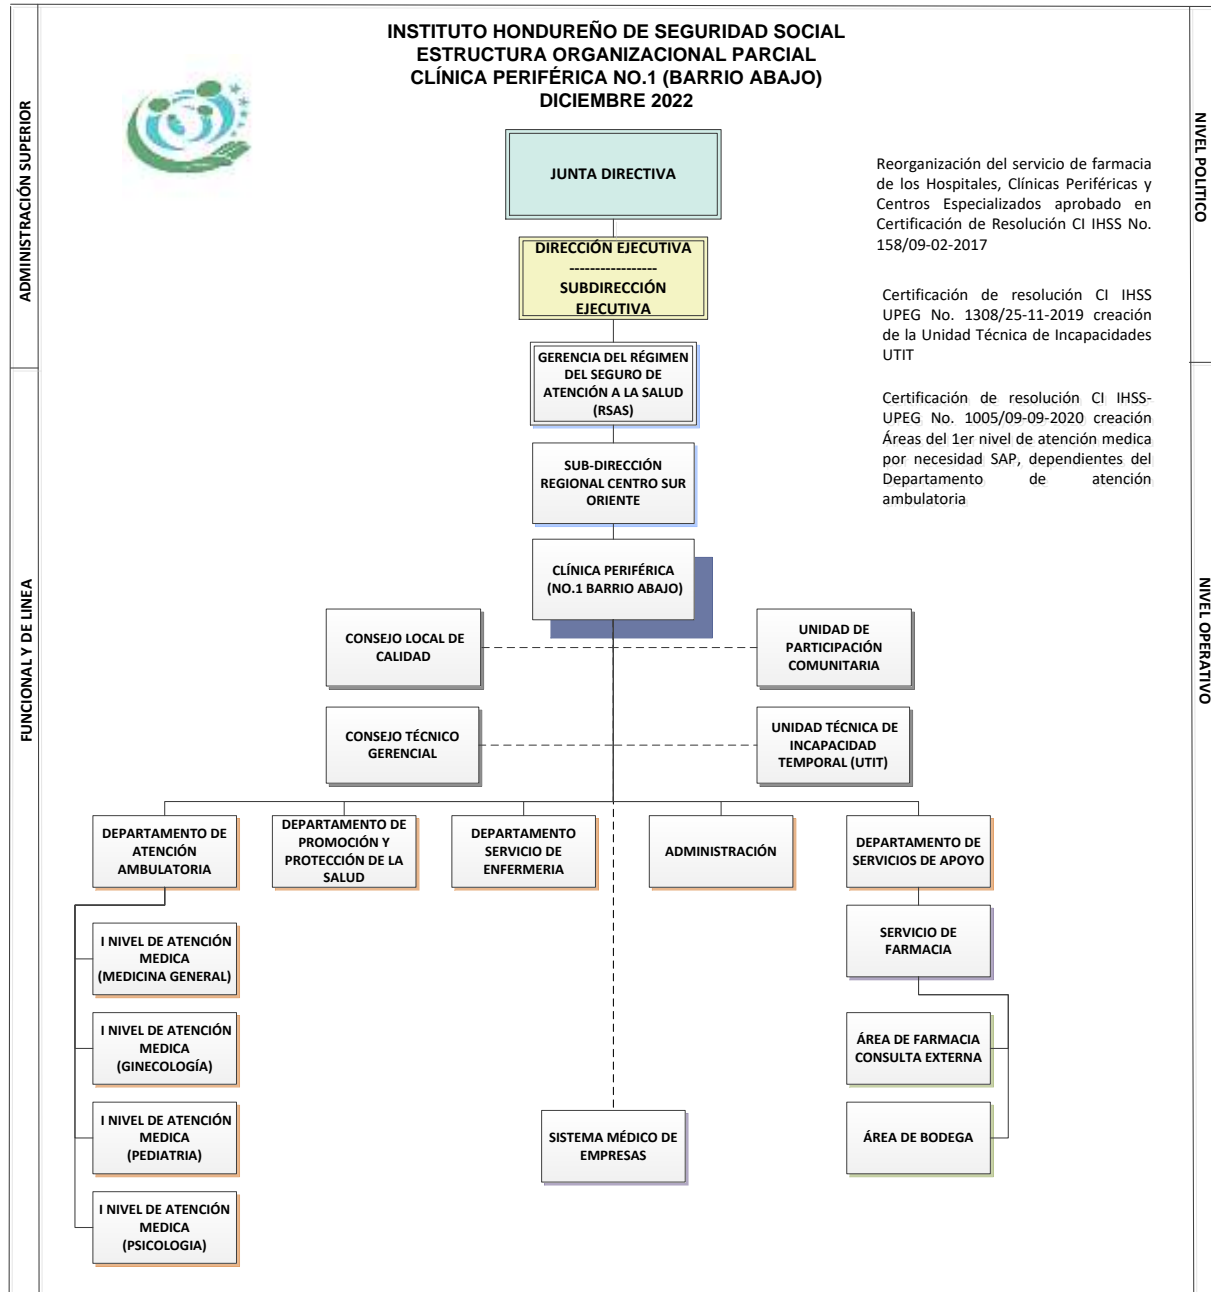 INSTITUTO HONDUREÑO DE SEGURIDAD SOCIAL
ESTRUCTURA ORGANIZACIONAL PARCIAL
CLÍNICA PERIFÉRICA NO.1 (BARRIO ABAJO)
DICIEMBRE 2022
ADMINISTRACIÓN SUPERIOR
NIVEL POLITICO
JUNTA DIRECTIVA
Reorganización del servicio de farmacia
de los Hospitales, Clínicas Periféricas y
Centros Especializados aprobado en
Certificación de Resolución CI IHSS No.
158/09-02-2017
DIRECCIÓN EJECUTIVA
-----------------
SUBDIRECCIÓN
EJECUTIVA
Certificación de resolución CI IHSS
UPEG No. 1308/25-11-2019 creación
de la Unidad Técnica de Incapacidades
UTIT
GERENCIA DEL RÉGIMEN
DEL SEGURO DE
ATENCIÓN A LA SALUD
(RSAS)
Certificación de resolución CI IHSS-
UPEG No. 1005/09-09-2020 creación
Áreas del 1er nivel de atención medica
por necesidad SAP, dependientes del
Departamento de atención
ambulatoria
SUB-DIRECCIÓN
REGIONAL CENTRO SUR
ORIENTE
FUNCIONAL Y DE LINEA
NIVEL OPERATIVO
CLÍNICA PERIFÉRICA
(NO.1 BARRIO ABAJO)
CONSEJO LOCAL DE
CALIDAD
UNIDAD DE
PARTICIPACIÓN
COMUNITARIA
CONSEJO TÉCNICO
GERENCIAL
UNIDAD TÉCNICA DE
INCAPACIDAD
TEMPORAL (UTIT)
DEPARTAMENTO DE
ATENCIÓN
AMBULATORIA
DEPARTAMENTO DE
PROMOCIÓN Y
PROTECCIÓN DE LA
SALUD
DEPARTAMENTO
SERVICIO DE
ENFERMERIA
ADMINISTRACIÓN
DEPARTAMENTO DE
SERVICIOS DE APOYO
I NIVEL DE ATENCIÓN
MEDICA
(MEDICINA GENERAL)
SERVICIO DE
FARMACIA
I NIVEL DE ATENCIÓN
MEDICA
(GINECOLOGÍA)
ÁREA DE FARMACIA
CONSULTA EXTERNA
I NIVEL DE ATENCIÓN
MEDICA
(PEDIATRIA)
SISTEMA MÉDICO DE
EMPRESAS
ÁREA DE BODEGA
I NIVEL DE ATENCIÓN
MEDICA
(PSICOLOGIA)